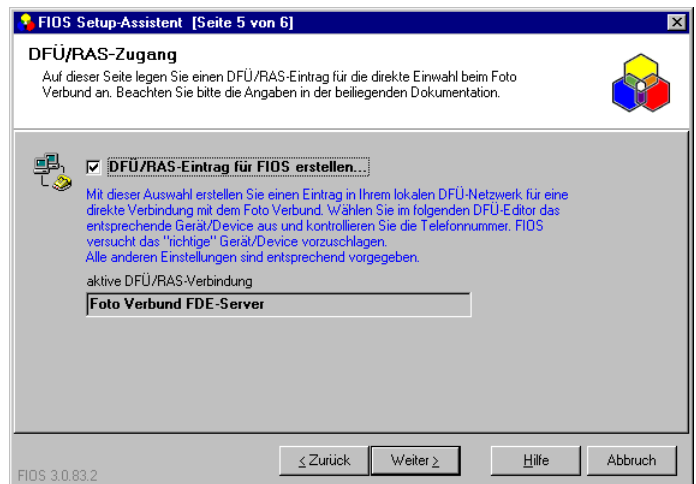 FIOS Setup-Assistent [Seite 5 von 6]
DFÜ/RAS-Zugang
Auf dieser Seite legen Sie einen DFÜ/RAS-Eintrag für die direkte Einwahl beim Foto
Verbund an. Beachten Sie bitte die Angaben in der beiliegenden Dokumentation.
DFÜ/RAS-Eintrag für FIOS erstellen...
Mit dieser Auswahl erstellen Sie einen Eintrag in Ihrem lokalen DFÜ-Netzwerk für eine
direkte Verbindung mit dem Foto Verbund. Wählen Sie im folgenden DFÜ-Editor das
entsprechende Gerät/Device aus und kontrollieren Sie die Telefonnummer. FIOS
versucht das "richtige" Gerät/Device vorzuschlagen.
Alle anderen Einstellungen sind entsprechend vorgegeben.
aktive DFÜ/RAS-Verbindung
Foto Verbund FDE-Server
< Zurück Weiter > Hilfe Abbruch
FIOS 3.0.83.2